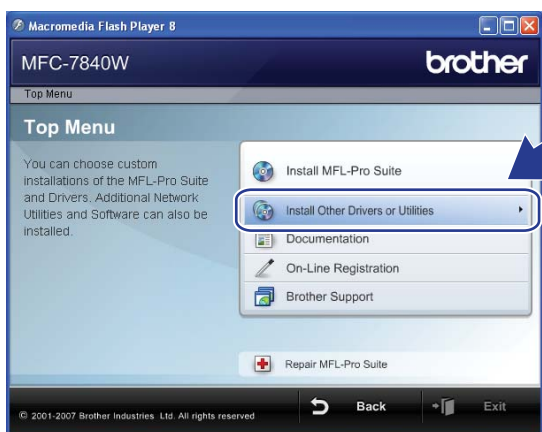 Macromedia Flash Player 8
MFC-7840W
brother
Top Menu
Top Menu
You can choose custom
installations of the MFL-Pro Suite
and Drivers. Additional Network
Utilities and Software can also be
installed.
Install MFL-Pro Suite
Install Other Drivers or Utilities
Documentation
On-Line Registration
Brother Support
Repair MFL-Pro Suite
© 2001-2007 Brother Industries Ltd. All rights reserved
Back
Exit